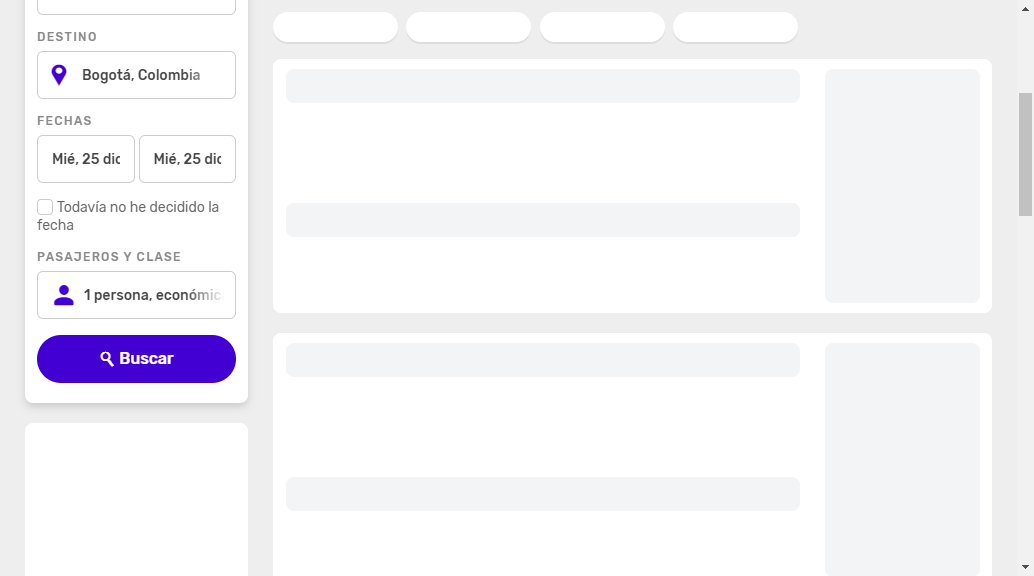 DESTINO
Bogotá, Colombia
FECHAS
Mié, 25 dic Mié, 25 dic
Todavía no he decidido la
fecha
PASAJEROS Y CLASE
1 persona, económic
Buscar